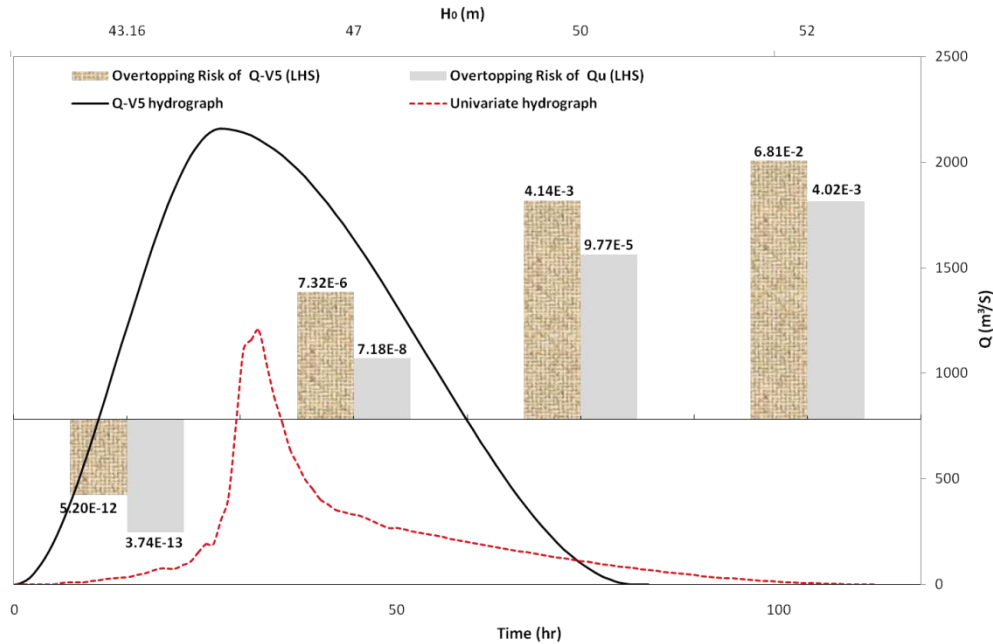 H₀ (m)
43.16 47 50 52
Overtopping Risk of Q-V5 (LHS) Overtopping Risk of Qu (LHS)
Q-V5 hydrograph Univariate hydrograph
2500
2000
1500
1000
500
0
Q (m³/S)
5.20E-12
3.74E-13
7.32E-6
7.18E-8
4.14E-3
9.77E-5
6.81E-2
4.02E-3
0 50 100
Time (hr)